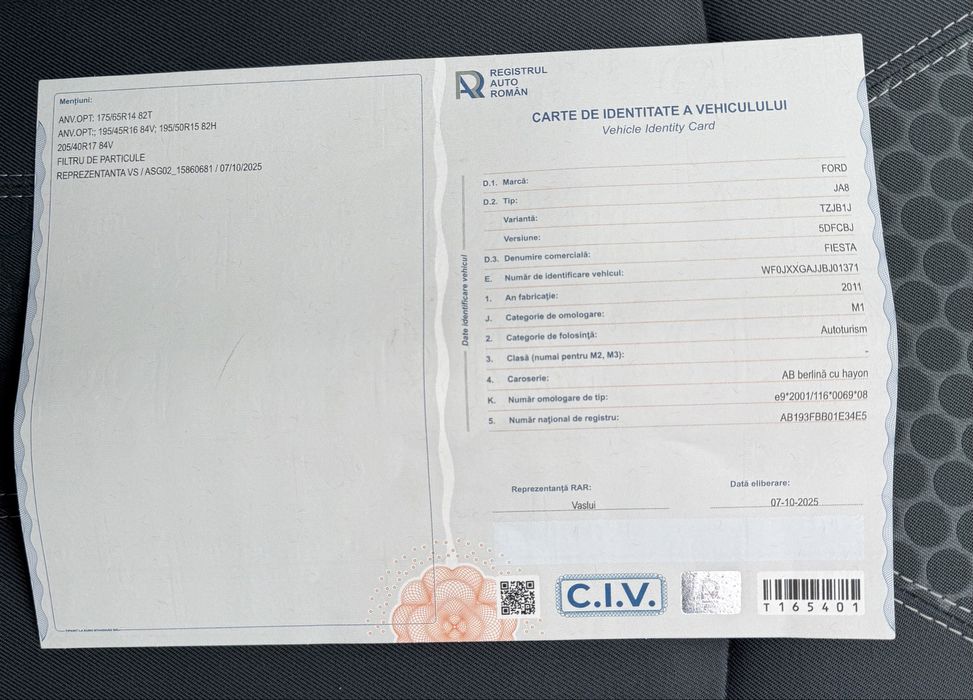 Mențiuni:
ANV.OPT: 175/65R14 82T
ANV.OPT:; 195/45R16 84V; 195/50R15 82H
205/40R17 84V
FILTRU DE PARTICULE
REPREZENTANTA VS / ASG02_15860681 / 07/10/2025
REGISTRUL
AUTO
ROMÂN
CARTE DE IDENTITATE A VEHICULULUI
Vehicle Identity Card
Date identificare vehicul
D.1. Marcă: FORD
D.2. Tip: JA8
Variantă: TZJB1J
Versiune: 5DFCBJ
D.3. Denumire comercială: FIESTA
E. Număr de identificare vehicul: WF0JXXGAJJBJ01371
1. An fabricație: 2011
J. Categorie de omologare: M1
2. Categorie de folosință: Autoturism
3. Clasă (numai pentru M2, M3): -
4. Caroserie: AB berlină cu hayon
K. Număr omologare de tip: e9*2001/116*0069*08
5. Număr național de registru: AB193FBB01E34E5
Reprezentanță RAR: Vaslui
Dată eliberare: 07-10-2025
C.I.V.
T165401